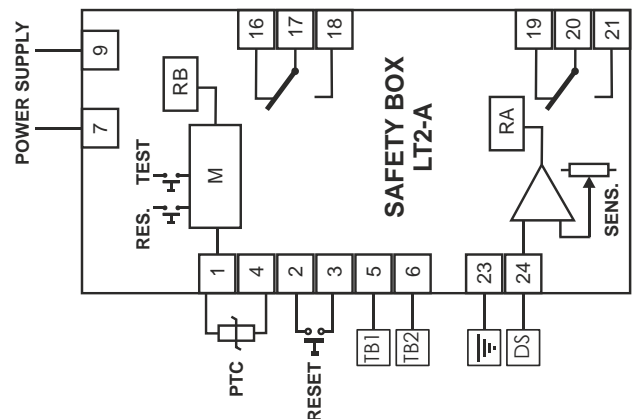 POWER SUPPLY
9
7
16
17
18
19
20
21
RB
RA
M
TEST
RES.
SAFETY BOX
LT2-A
SENS.
1
4
2
3
5
6
23
24
PTC
RESET
TB1
TB2
DS